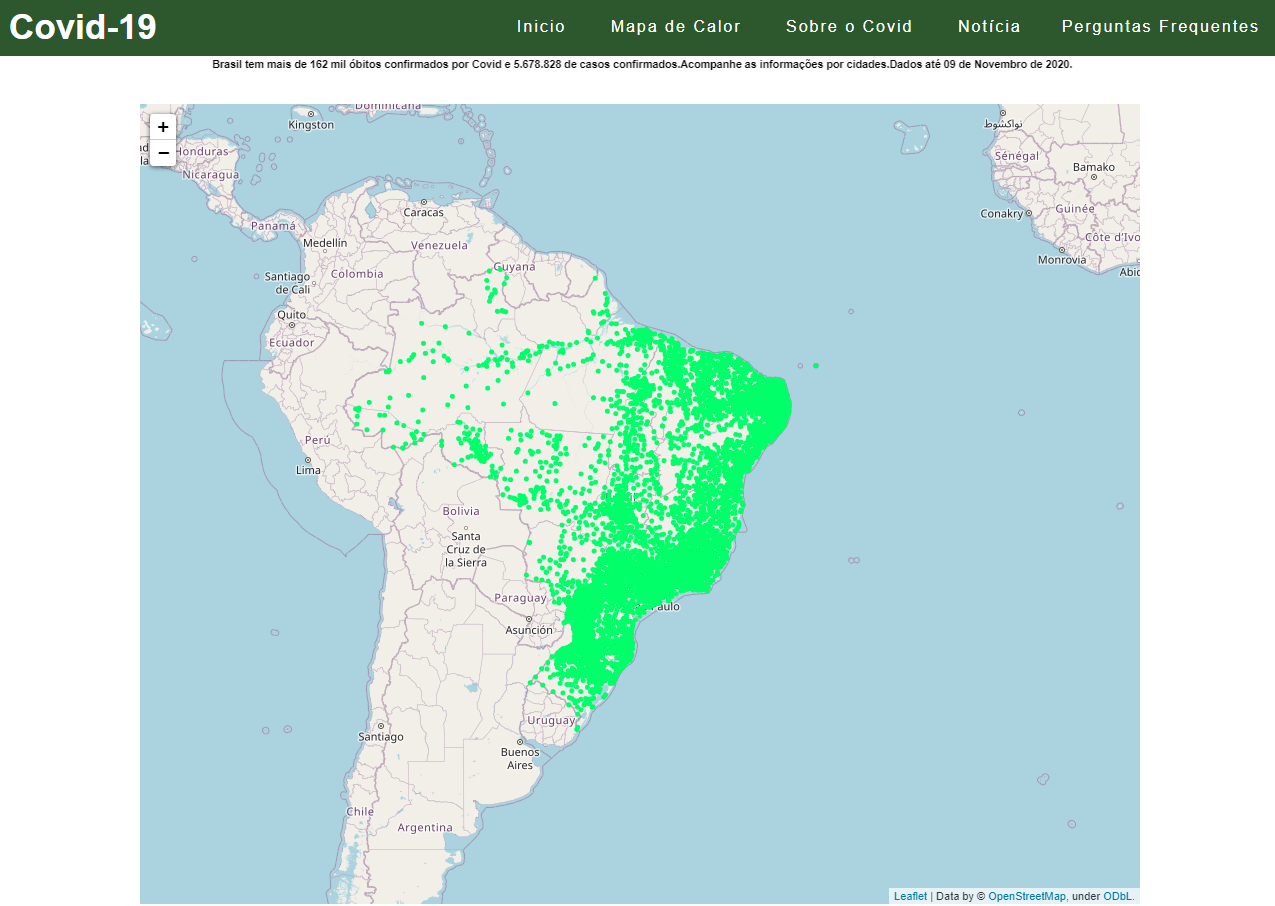 Covid-19
Inicio
Mapa de Calor
Sobre o Covid
Notícia
Perguntas Frequentes
Brasil tem mais de 162 mil óbitos confirmados por Covid e 5.678.828 de casos confirmados.Acompanhe as informações por cidades.Dados até 09 de Novembro de 2020.
+
−
Dominicana
Kingston
Honduras
Nicaragua
Panamá
Caracas
Medellín
Venezuela
Guyana
Colombia
Santiago
de Cali
Quito
Ecuador
Perú
Lima
Bolivia
Santa
Cruz de
la Sierra
Paraguay
Asunción
Paulo
Uruguay
Santiago
Buenos
Aires
Chile
Argentina
نواكشوط
Sénégal
Bamako
Conakry
Guinée
Côte d'Ivo
Monrovia
Abid
Leaflet | Data by © OpenStreetMap, under ODbL.